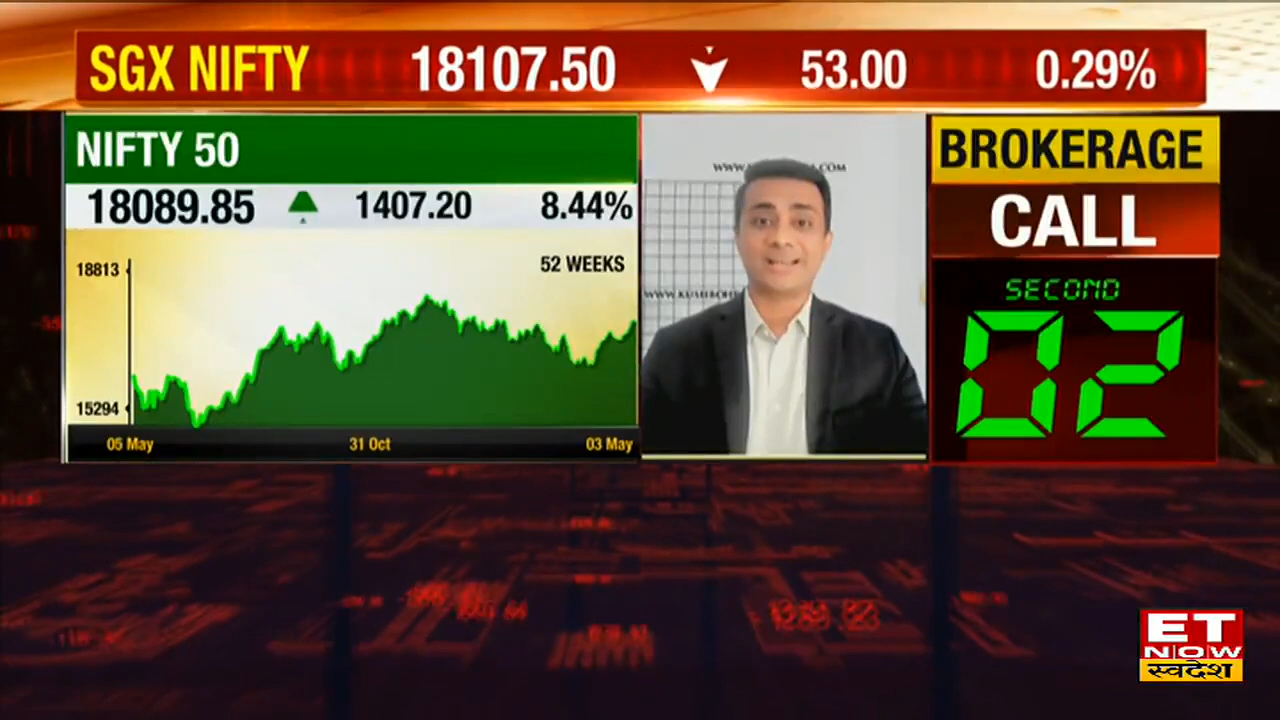 SGX NIFTY 18107.50 53.00 0.29%
NIFTY 50
18089.85 1407.20 8.44%
52 WEEKS
18813
15294
05 May 31 Oct 03 May
BROKERAGE
CALL
SECOND
02
ET
NOW
स्वदेश